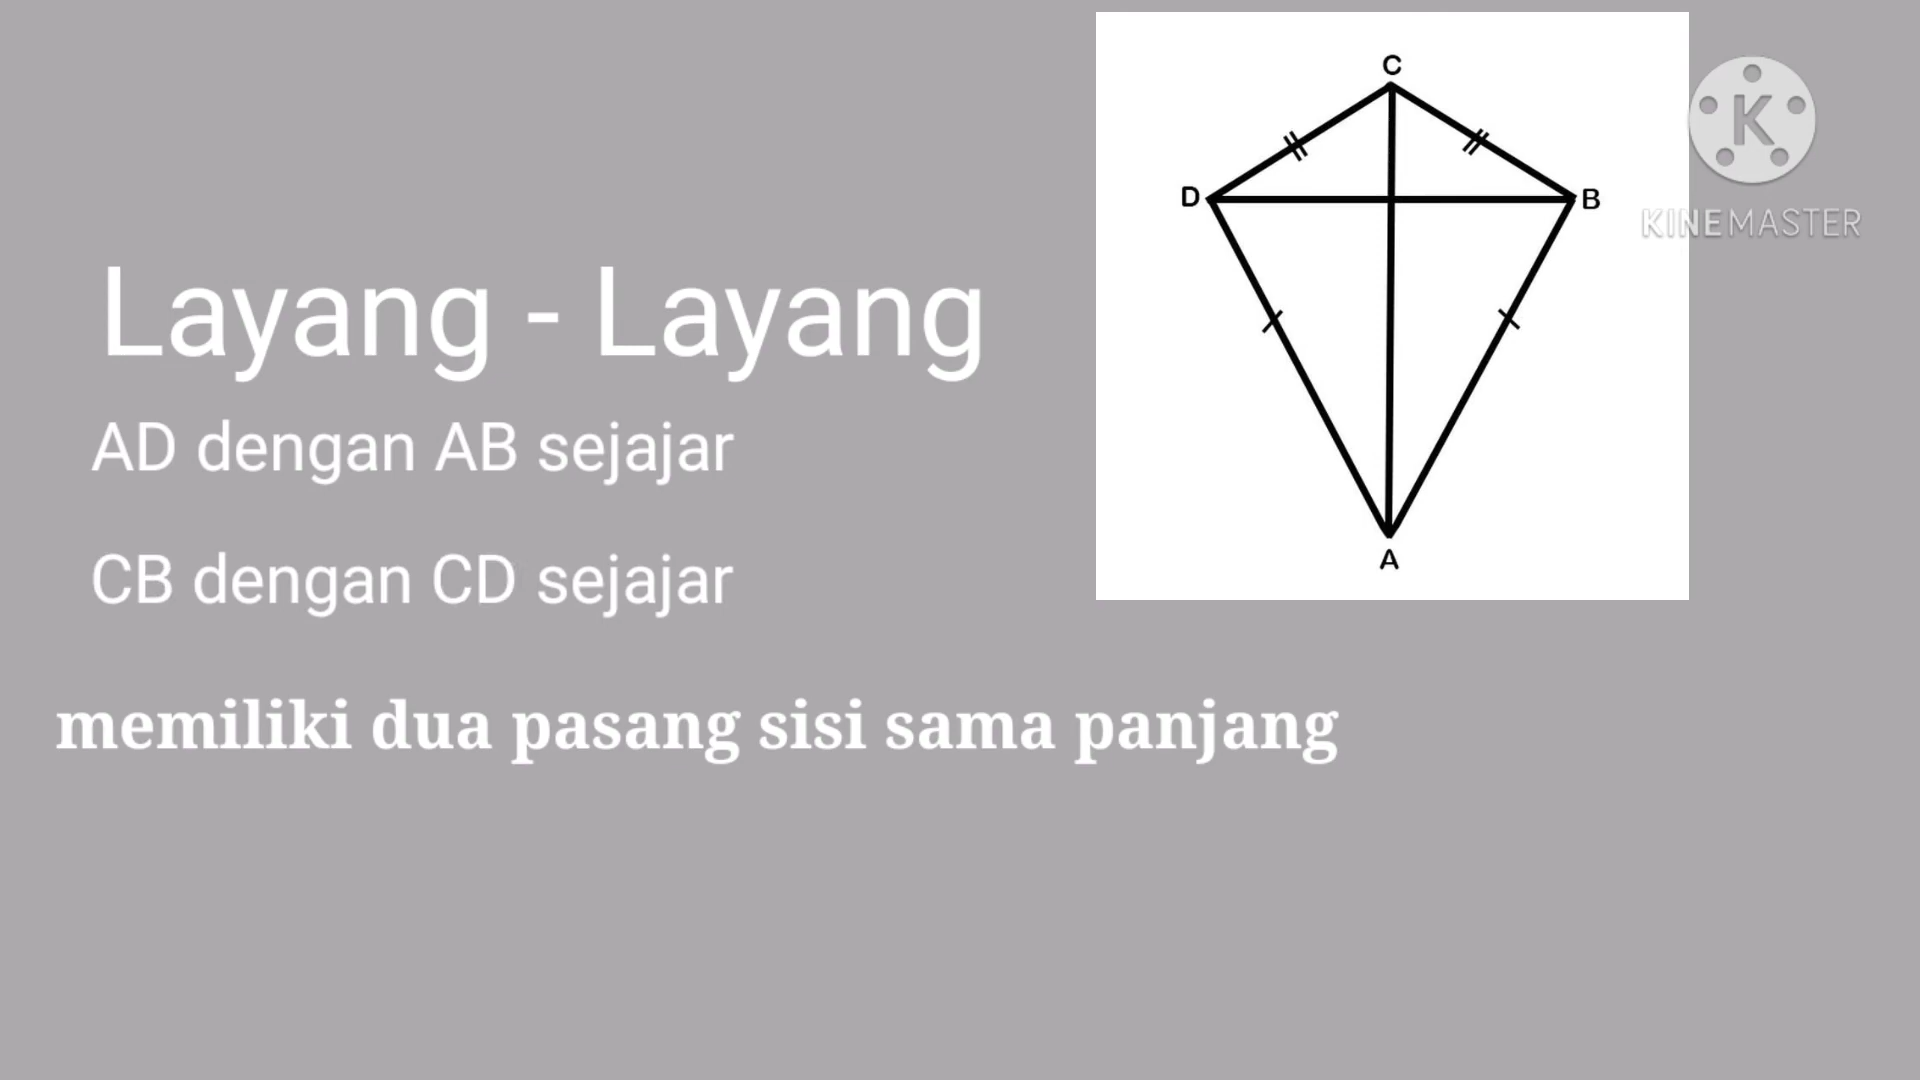 C
D
B
A
K
KINEMASTER
Layang - Layang
AD dengan AB sejajar
CB dengan CD sejajar
memiliki dua pasang sisi sama panjang